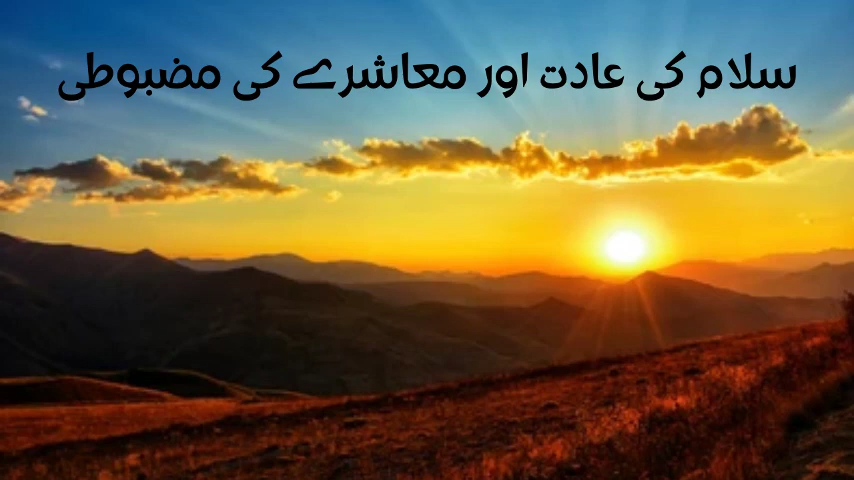 سلام کی عادت اور معاشرے کی مضبوطی